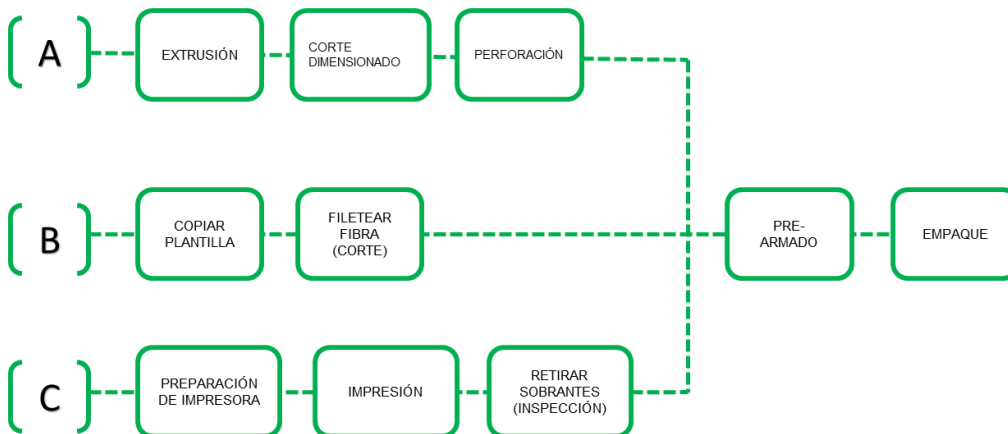 A
EXTRUSIÓN
CORTE
DIMENSIONADO
PERFORACIÓN
B
COPIAR
PLANTILLA
FILETEAR
FIBRA
(CORTE)
PRE-
ARMADO
EMPAQUE
C
PREPARACIÓN
DE IMPRESORA
IMPRESIÓN
RETIRAR
SOBRANTES
(INSPECCIÓN)